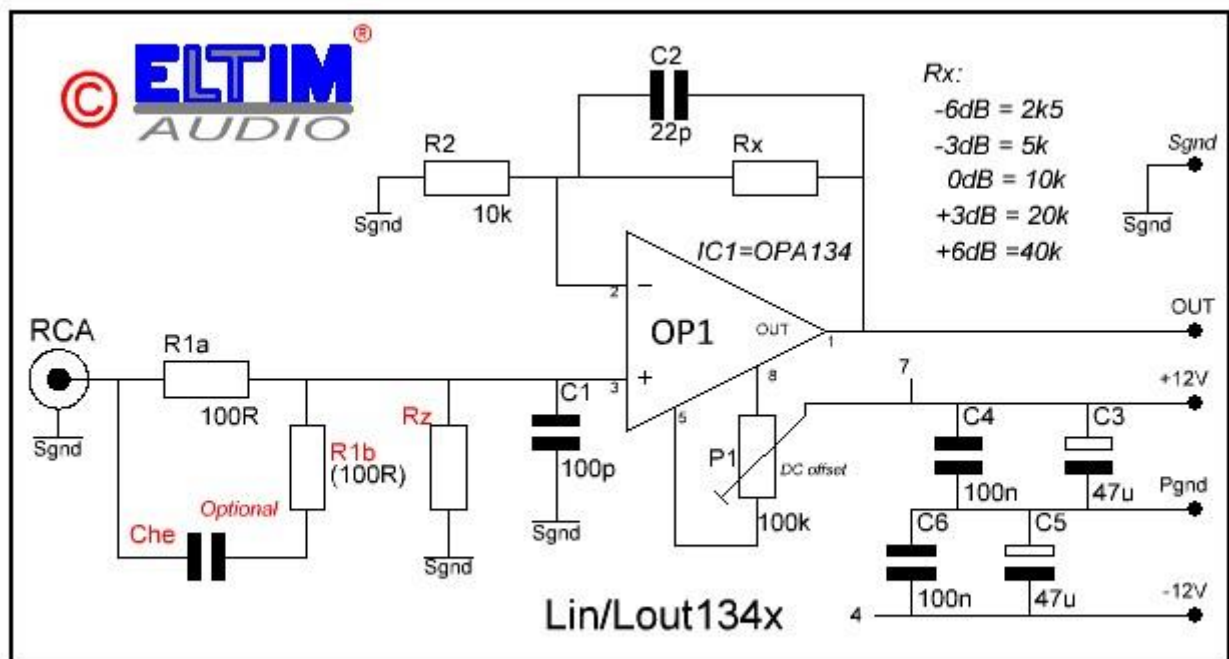 © ELTIM ®
AUDIO
C2
22p
R2
10k
Rx
Sgnd
Rx:
-6dB = 2k5
-3dB = 5k
0dB = 10k
+3dB = 20k
+6dB =40k
Sgnd
Sgnd
IC1=OPA134
2
−
OP1
OUT
1
OUT
RCA
R1a
100R
3
+
C1
100p
8
5
7
+12V
Sgnd
R1b
(100R)
Rz
Optional
Che
Sgnd
Sgnd
P1
DC offset
100k
C4
100n
C3
47u
Pgnd
C6
100n
C5
47u
-12V
4
Lin/Lout134x